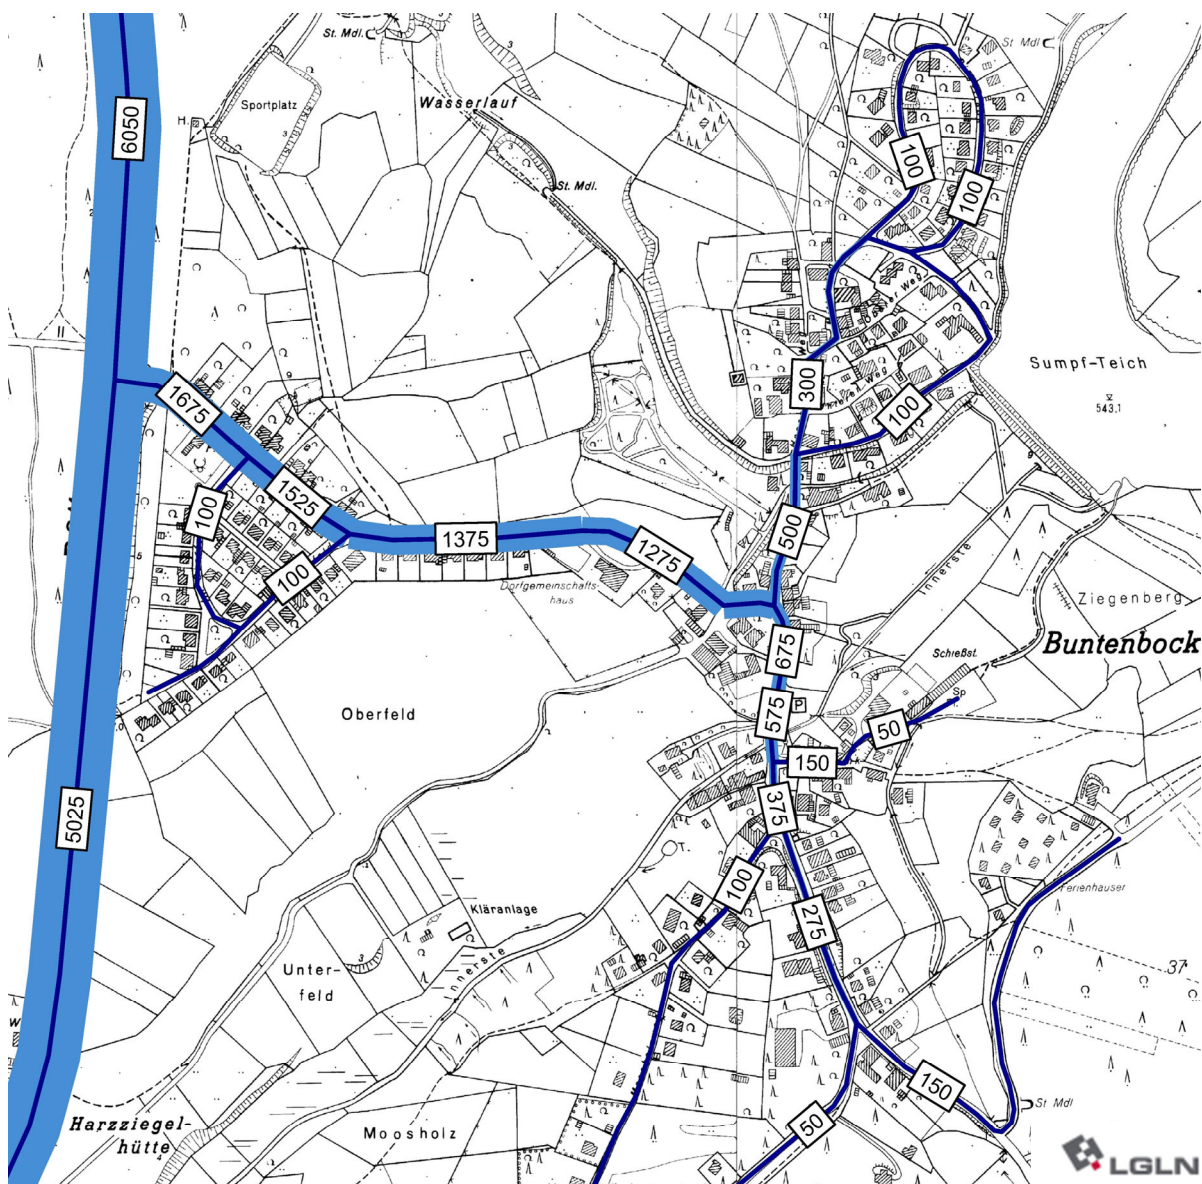 St. Mdl.
St. Mdl
Sportplatz
Wasserlauf
6050
H.
100
St. Mdl.
100
Sumpf-Teich
543.1
300
1675
100
1525
100
1375
1275
500
100
Dorfgemeinschafts-
haus
Innerste
Ziegenberg
Buntenbock
Schießst.
675
Sp
P
575
Oberfeld
50
150
5025
375
T.
100
Ferienhäuser
Kläranlage
275
Unter-
feld
Innerste
37
150
St Mdl
50
Harzziegel-
hütte
Moosholz
LGLN